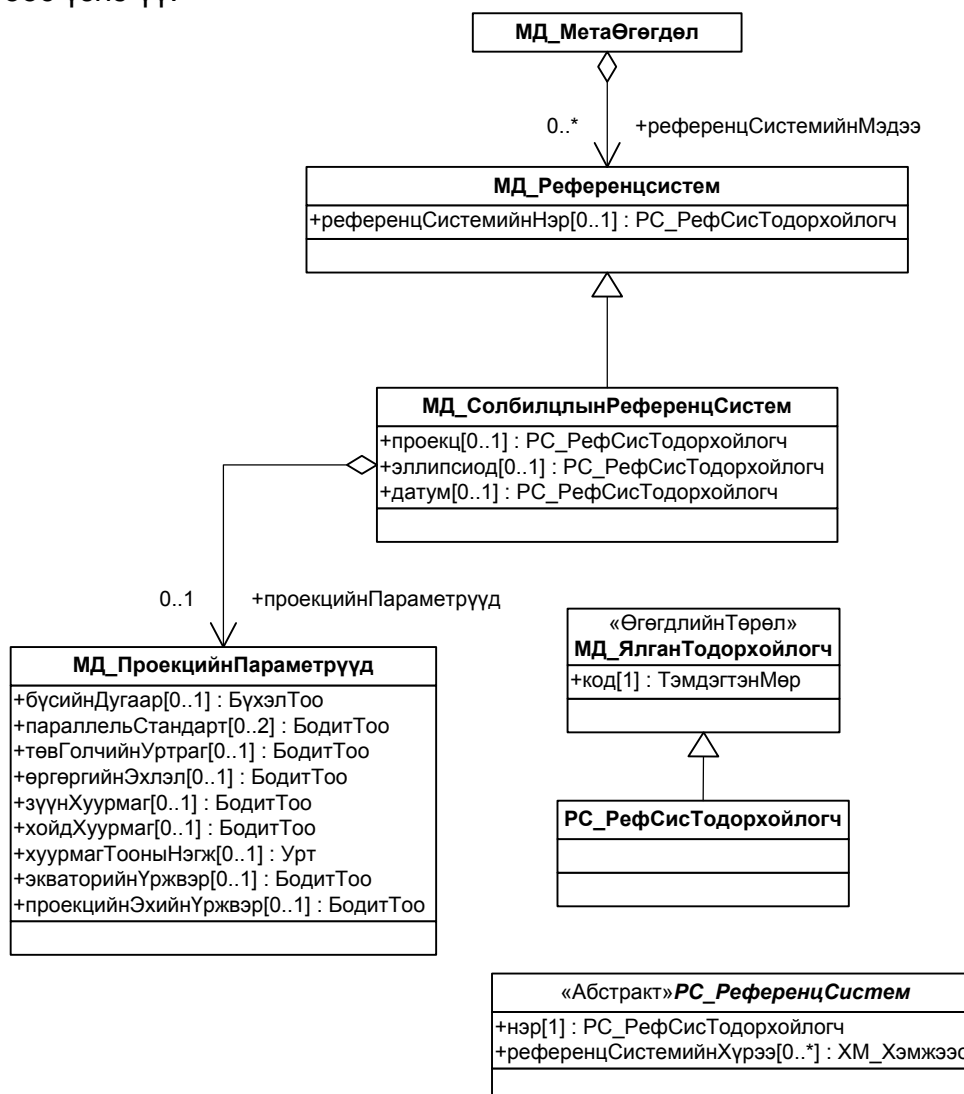 МД_МетаӨгөгдөл
0..* +референцСистемийнМэдээ
МД_Референцсистем
+референцСистемийнНэр[0..1] : РС_РефСисТодорхойлогч
МД_СолбилцлынРеференцСистем
+проекц[0..1] : РС_РефСисТодорхойлогч
+эллипсиод[0..1] : РС_РефСисТодорхойлогч
+датум[0..1] : РС_РефСисТодорхойлогч
0..1 +проекцийнПараметрүүд
МД_ПроекцийнПараметрүүд
+бүсийнДугаар[0..1] : БүхэлТоо
+параллельСтандарт[0..2] : БодитТоо
+төвГолчийнУртраг[0..1] : БодитТоо
+өргөргийнЭхлэл[0..1] : БодитТоо
+зүүнХуурмаг[0..1] : БодитТоо
+хойдХуурмаг[0..1] : БодитТоо
+хуурмагТооныНэгж[0..1] : Урт
+экваторийнҮржвэр[0..1] : БодитТоо
+проекцийнЭхийнҮржвэр[0..1] : БодитТоо
«ӨгөгдлийнТөрөл»
МД_ЯлганТодорхойлогч
+код[1] : ТэмдэгтэнМөр
РС_РефСисТодорхойлогч
«Абстракт»РС_РеференцСистем
+нэр[1] : РС_РефСисТодорхойлогч
+референцСистемийнХүрээ[0..*] : ХМ_Хэмжээс